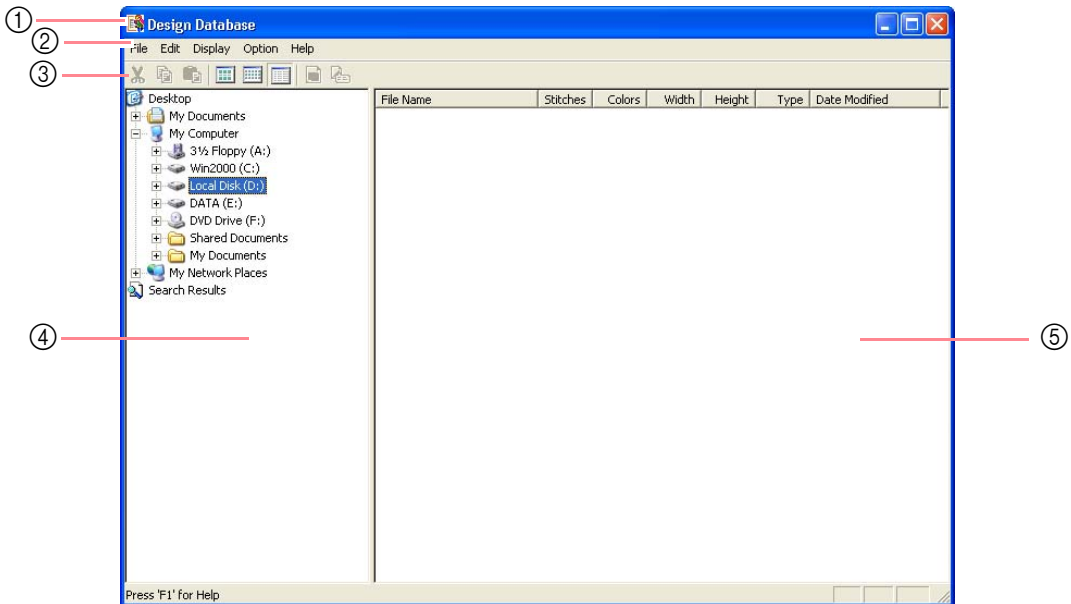 ① Design Database
② File Edit Display Option Help
③
Desktop
My Documents
My Computer
3½ Floppy (A:)
Win2000 (C:)
Local Disk (D:)
DATA (E:)
DVD Drive (F:)
Shared Documents
My Documents
My Network Places
Search Results
File Name Stitches Colors Width Height Type Date Modified
④
⑤
Press 'F1' for Help